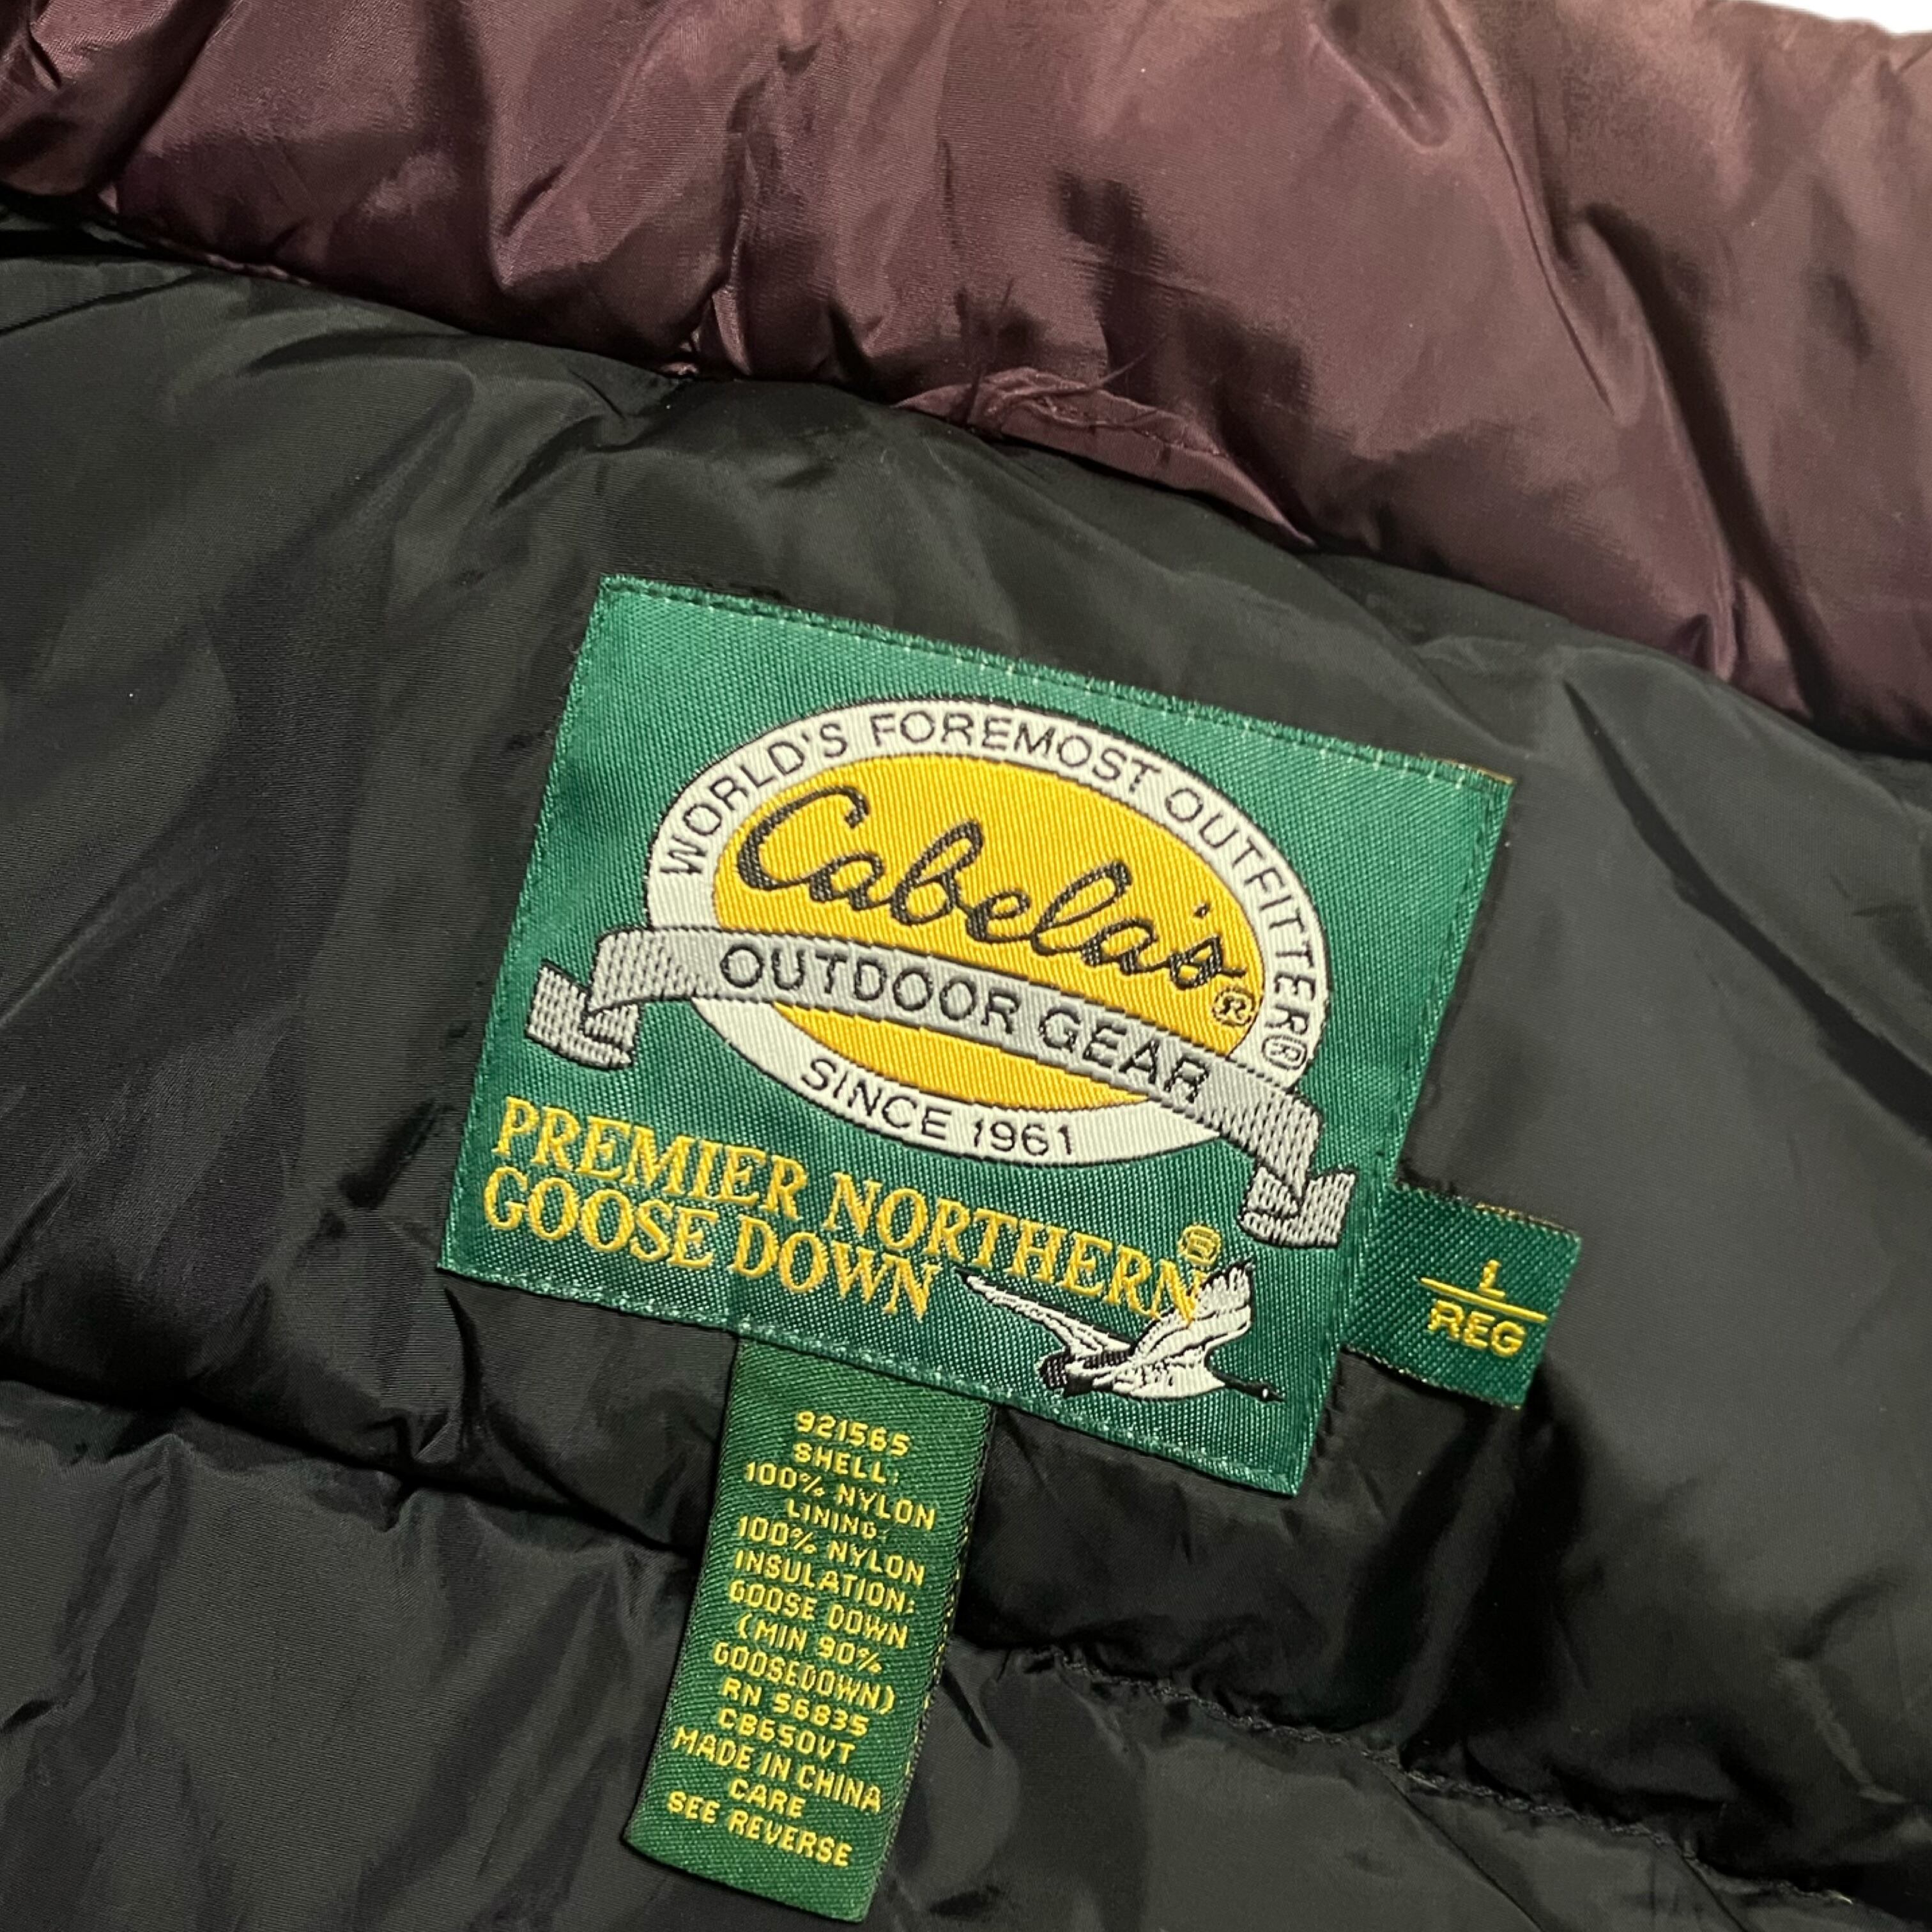 WORLD'S FOREMOST OUTFITTER®
Cabela's®
OUTDOOR GEAR
SINCE 1961
PREMIER NORTHERN®
GOOSE DOWN
L
REG
921565
SHELL:
100% NYLON
LINING:
100% NYLON
INSULATION:
GOOSE DOWN
(MIN 90%
GOOSEDOWN)
RN 56835
CB650VT
MADE IN CHINA
CARE
SEE REVERSE